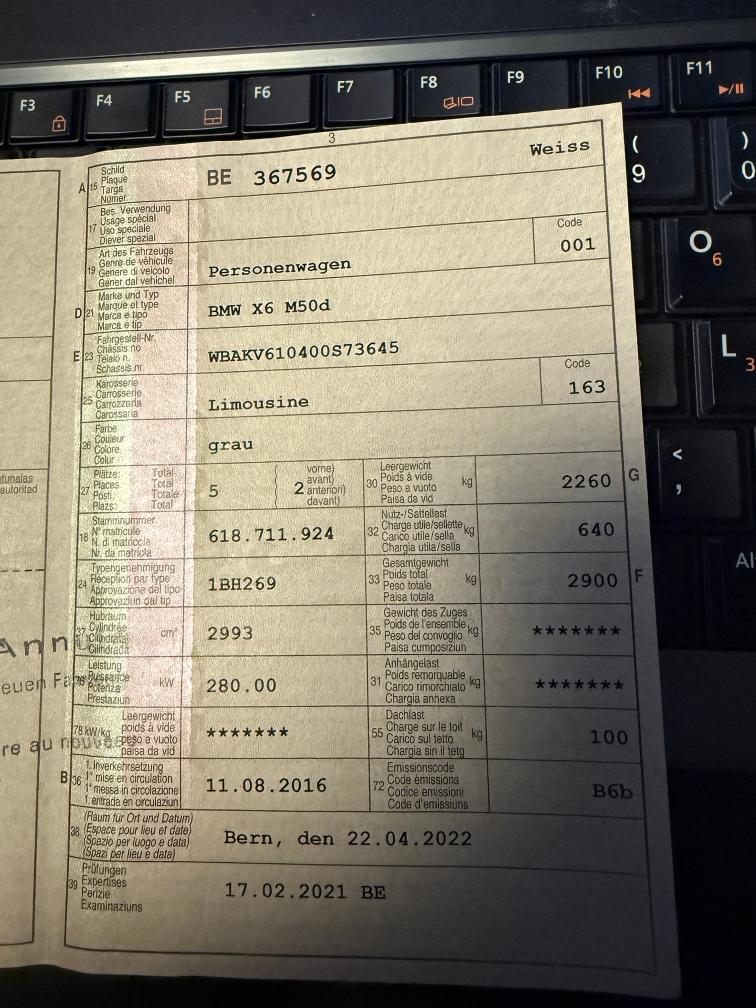 F3
F4
F5
F6
F7
F8
F9
F10
F11
(
9
)
0
O
6
L
3
<
,
Al
3
A 15 Schild
Plaque
Targa
Numer
BE 367569
Weiss
17 Bes. Verwendung
Usage spécial
Uso speciale
Diever spezial
19 Art des Fahrzeugs
Genre de véhicule
Genere di veicolo
Gener dal vehichel
Personenwagen
Code
001
D 21 Marke und Typ
Marque et type
Marca e tipo
Marca e tip
BMW X6 M50d
E 23 Fahrgestell-Nr.
Châssis no
Telaio n.
Schassis nr.
WBAKV610400S73645
25 Karosserie
Carrosserie
Carrozzeria
Carossaria
Limousine
Code
163
26 Farbe
Couleur
Colore
Colur
grau
27 Plätze: Total
Places Total
Posti: Totale
Plazs: Total
5
2
vorne)
avant)
anteriori)
davant)
30 Leergewicht
Poids à vide
Peso a vuoto
Paisa da vid
kg
2260
G
18 Stammnummer
N° matricule
N. di matricola
Nr. da matricla
618.711.924
32 Nutz-/Sattellast
Charge utile/sellette
Carico utile/sella
Chargia utila/sella
kg
640
24 Typengenehmigung
Réception par type
Approvazione del tipo
Approvaziun dal tip
1BH269
33 Gesamtgewicht
Poids total
Peso totale
Paisa totala
kg
2900
F
37 Hubraum
Cylindrée
Cilindrata
Cilindrada
cm³
2993
35 Gewicht des Zuges
Poids de l'ensemble
Peso del convoglio
Paisa cumposiziun
kg
*******
76 Leistung
Puissance
Potenza
Prestaziun
kW
280.00
31 Anhängelast
Poids remorquable
Carico rimorchiato
Chargia annexa
kg
*******
78 kW/kg
Leergewicht
poids à vide
peso a vuoto
paisa da vid
*******
55 Dachlast
Charge sur le toit
Carico sul tetto
Chargia sin il tetg
kg
100
B 36 1. Inverkehrsetzung
1re mise en circulation
1a messa in circolazione
1. entrada en circulaziun
11.08.2016
72 Emissionscode
Code émissions
Codice emissioni
Code d'emissiuns
B6b
38 (Raum für Ort und Datum)
(Espace pour lieu et date)
(Spazio per luogo e data)
(Spazi per lieu e data)
Bern, den 22.04.2022
39 Prüfungen
Expertises
Perizie
Examinaziuns
17.02.2021 BE
autoritad
Annu
euen Fa
re au nouveau